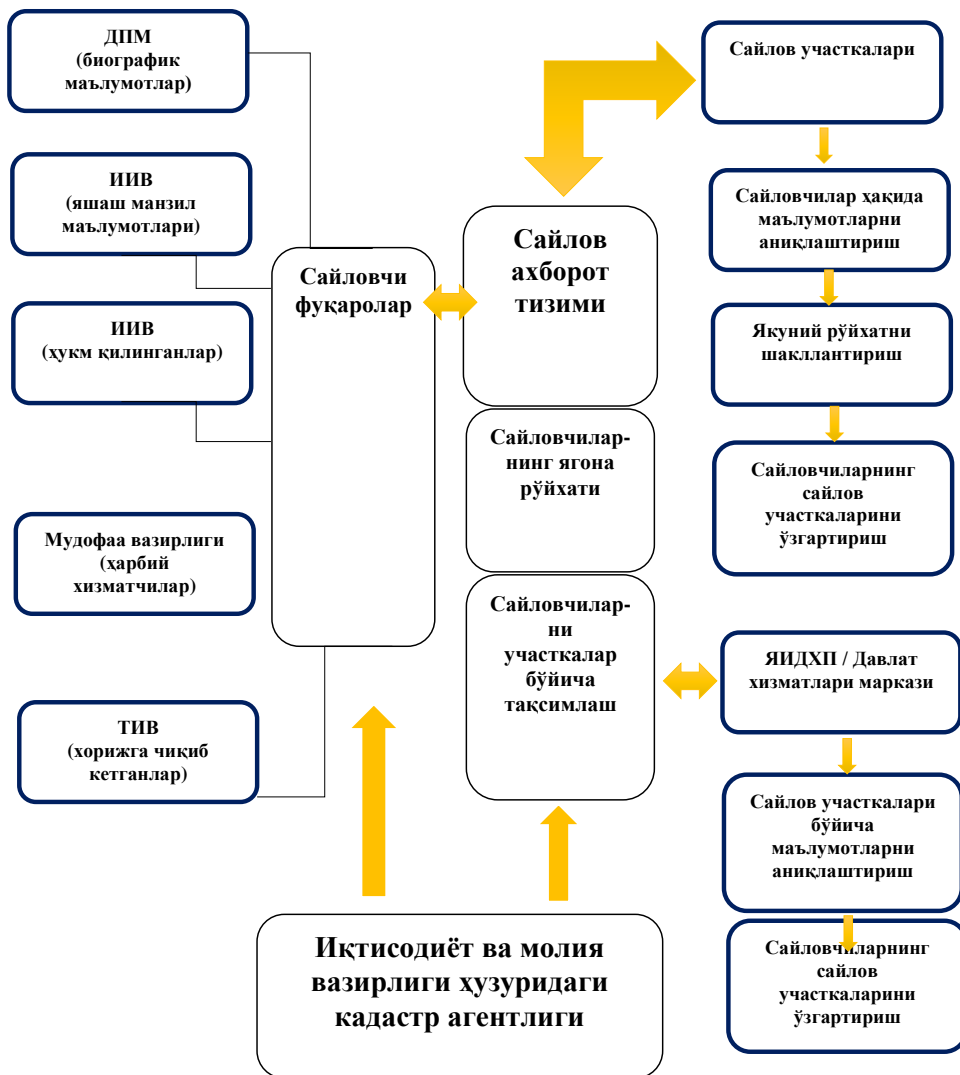 ДПМ
(биографик
маълумотлар)
ИИВ
(яшаш манзил
маълумотлари)
ИИВ
(ҳукм қилинганлар)
Мудофаа вазирлиги
(ҳарбий
хизматчилар)
ТИВ
(хорижга чиқиб
кетганлар)
Сайловчи
фуқаролар
Сайлов
ахборот
тизими
Сайловчилар-
нинг ягона
рўйхати
Сайловчилар-
ни
участкалар
бўйича
тақсимлаш
Иқтисодиёт ва молия
вазирлиги ҳузуридаги
кадастр агентлиги
Сайлов участкалари
Сайловчилар ҳақида
маълумотларни
аниқлаштириш
Якуний рўйхатни
шакллантириш
Сайловчиларнинг
сайлов
участкаларини
ўзгартириш
ЯИДХП / Давлат
хизматлари маркази
Сайлов участкалари
бўйича
маълумотларни
аниқлаштириш
Сайловчиларнинг
сайлов
участкаларини
ўзгартириш